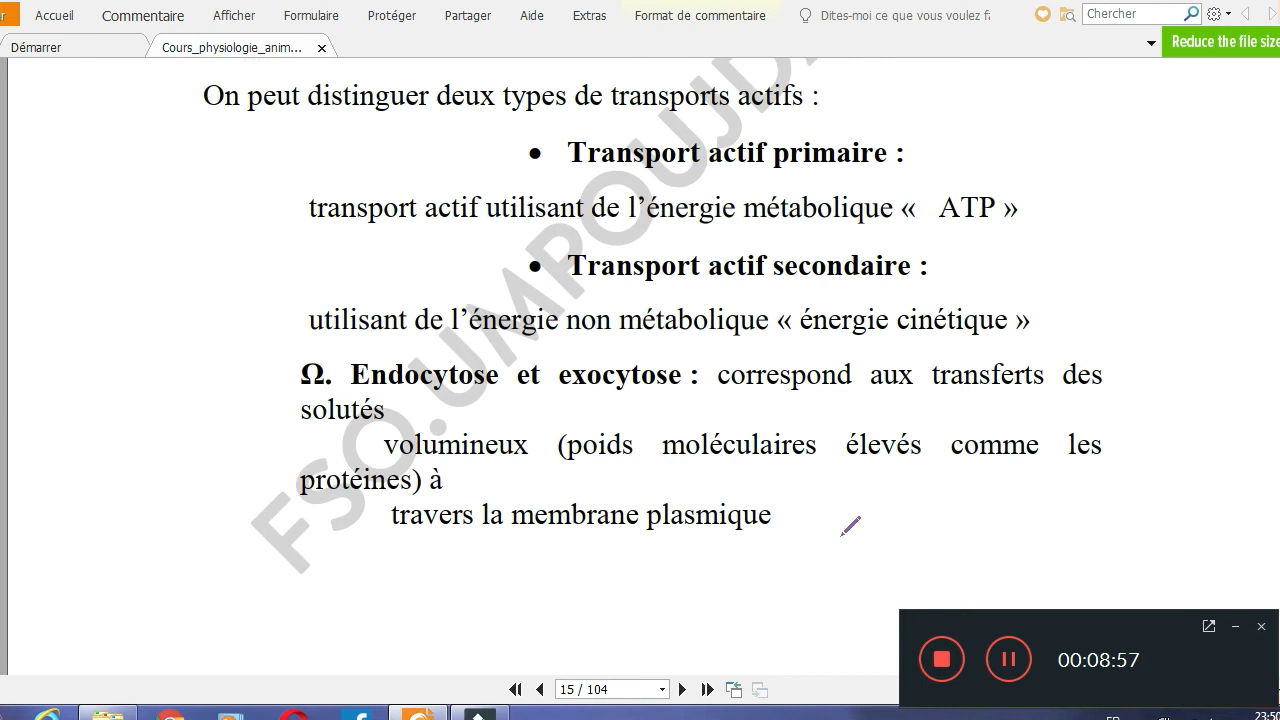 Accueil Commentaire Afficher Formulaire Protéger Partager Aide Extras Format de commentaire Dites-moi ce que vous voulez fa Chercher
Démarrer Cours_physiologie_anim... Reduce the file size
On peut distinguer deux types de transports actifs :
• Transport actif primaire :
transport actif utilisant de l’énergie métabolique « ATP »
• Transport actif secondaire :
utilisant de l’énergie non métabolique « énergie cinétique »
Ω. Endocytose et exocytose : correspond aux transferts des
solutés
volumineux (poids moléculaires élevés comme les
protéines) à
travers la membrane plasmique
FSO.UMPOUJDA
00:08:57
15 / 104
FR 23:50